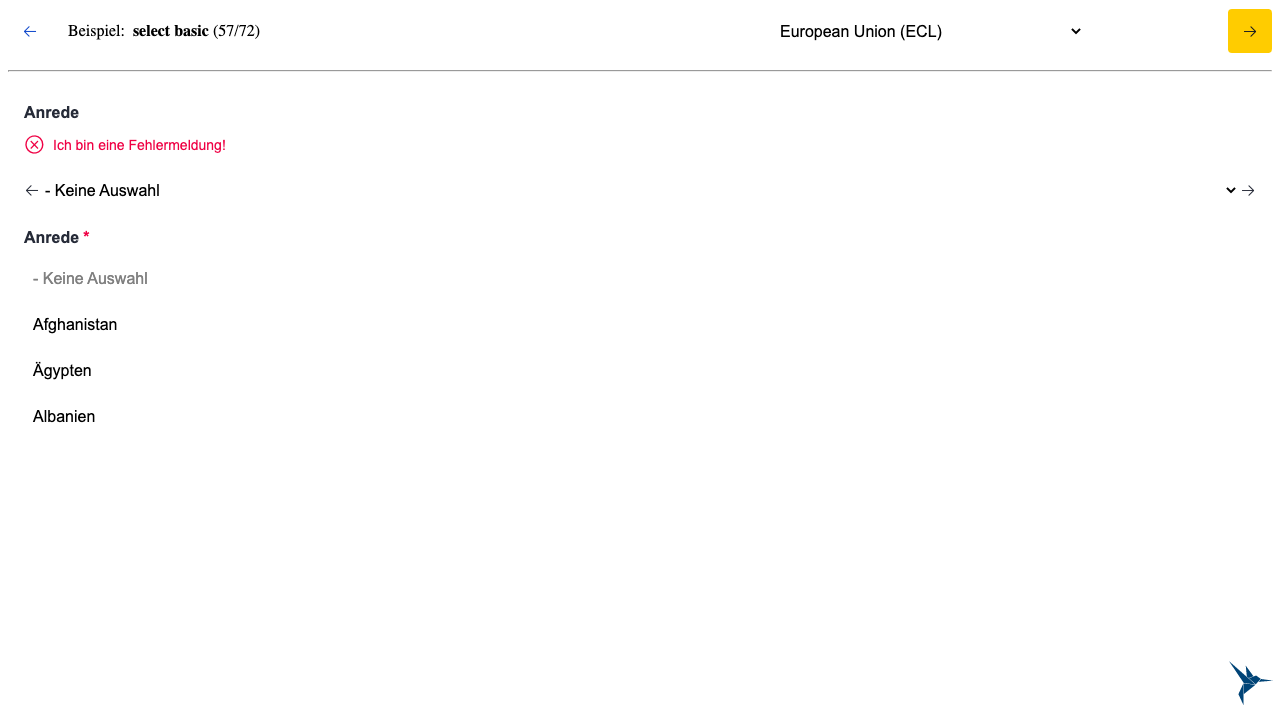 Beispiel: select basic (57/72)
European Union (ECL)
Anrede
Ich bin eine Fehlermeldung!
- Keine Auswahl
Anrede *
- Keine Auswahl
Afghanistan
Ägypten
Albanien